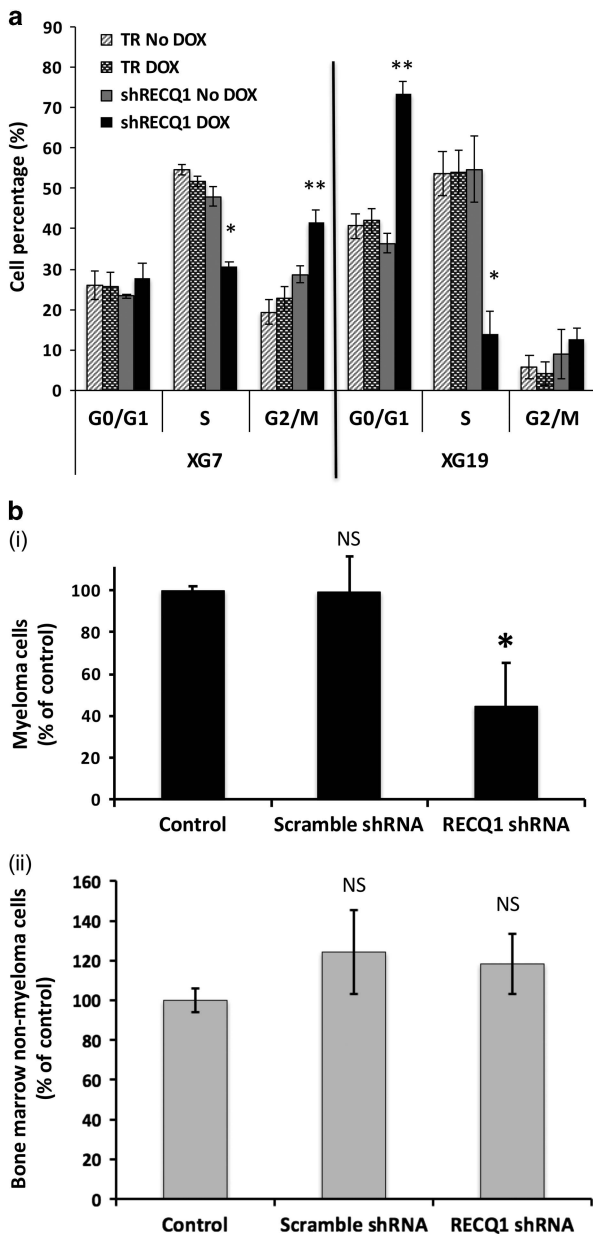 a
90
80
70
60
50
40
30
20
10
0
Cell percentage (%)
TR No DOX
TR DOX
shRECQ1 No DOX
shRECQ1 DOX
*
**
**
*
G0/G1 S G2/M G0/G1 S G2/M
XG7 XG19
b
(i)
Myeloma cells
(% of control)
100
80
60
40
20
0
NS
*
Control Scramble shRNA RECQ1 shRNA
(ii)
Bone marrow non-myeloma cells
(% of control)
160
140
120
100
80
60
40
20
0
NS
NS
Control Scramble shRNA RECQ1 shRNA